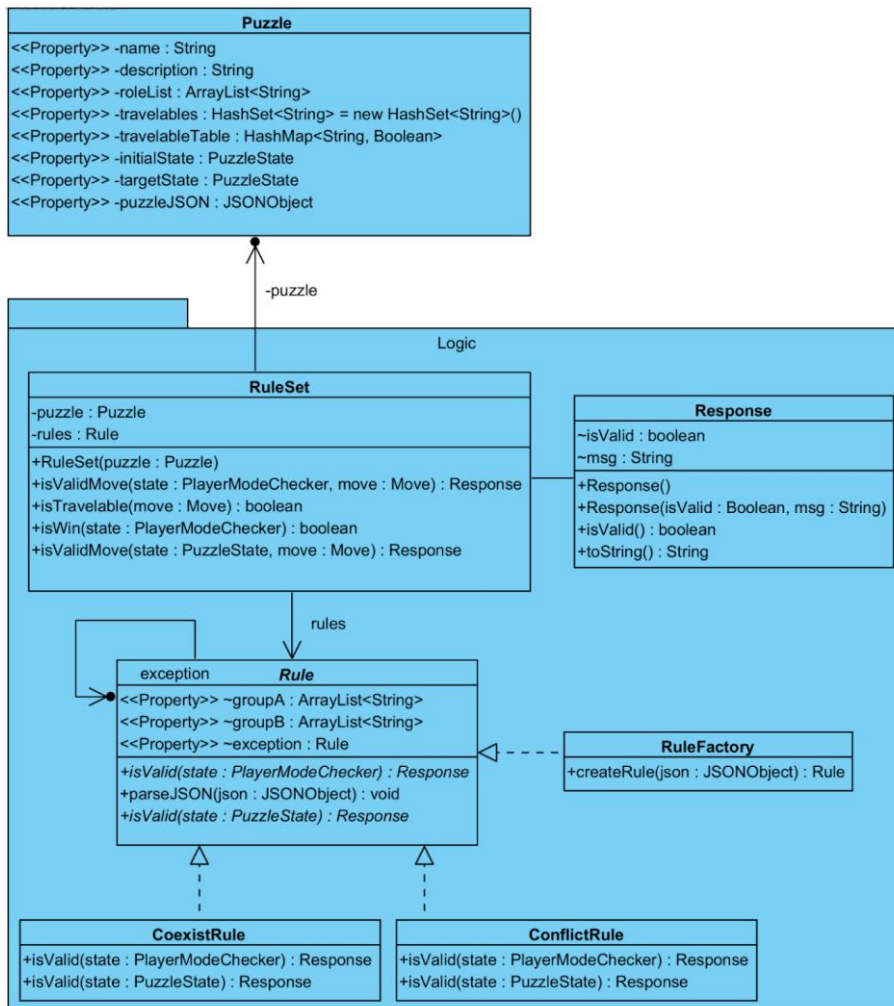 Puzzle
<<Property>> -name : String
<<Property>> -description : String
<<Property>> -roleList : ArrayList<String>
<<Property>> -travelables : HashSet<String> = new HashSet<String>()
<<Property>> -travelableTable : HashMap<String, Boolean>
<<Property>> -initialState : PuzzleState
<<Property>> -targetState : PuzzleState
<<Property>> -puzzleJSON : JSONObject
-puzzle
Logic
RuleSet
-puzzle : Puzzle
-rules : Rule
+RuleSet(puzzle : Puzzle)
+isValidMove(state : PlayerModeChecker, move : Move) : Response
+isTravelable(move : Move) : boolean
+isWin(state : PlayerModeChecker) : boolean
+isValidMove(state : PuzzleState, move : Move) : Response
Response
~isValid : boolean
~msg : String
+Response()
+Response(isValid : Boolean, msg : String)
+isValid() : boolean
+toString() : String
rules
exception
Rule
<<Property>> ~groupA : ArrayList<String>
<<Property>> ~groupB : ArrayList<String>
<<Property>> ~exception : Rule
+isValid(state : PlayerModeChecker) : Response
+parseJSON(json : JSONObject) : void
+isValid(state : PuzzleState) : Response
RuleFactory
+createRule(json : JSONObject) : Rule
CoexistRule
+isValid(state : PlayerModeChecker) : Response
+isValid(state : PuzzleState) : Response
ConflictRule
+isValid(state : PlayerModeChecker) : Response
+isValid(state : PuzzleState) : Response